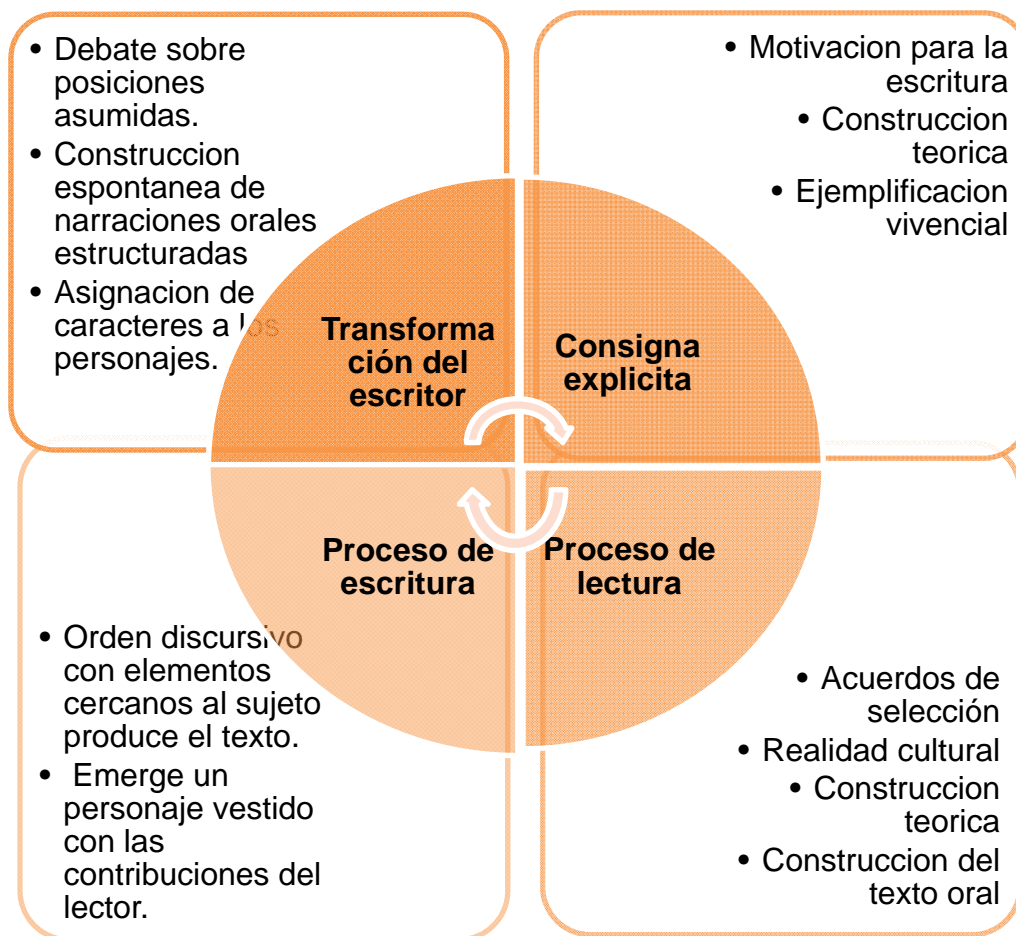 • Debate sobre
posiciones
asumidas.
• Construccion
espontanea de
narraciones orales
estructuradas
• Asignacion de
caracteres a los
personajes.
• Motivacion para la
escritura
• Construccion
teorica
• Ejemplificacion
vivencial
Transforma
ción del
escritor
Consigna
explicita
Proceso de
escritura
Proceso de
lectura
• Orden discursivo
con elementos
cercanos al sujeto
produce el texto.
• Emerge un
personaje vestido
con las
contribuciones del
lector.
• Acuerdos de
selección
• Realidad cultural
• Construccion
teorica
• Construccion del
texto oral